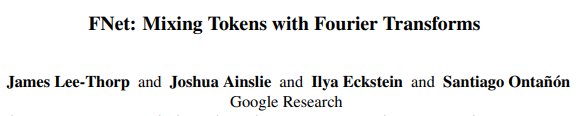 FNet: Mixing Tokens with Fourier Transforms
James Lee-Thorp and Joshua Ainslie and Ilya Eckstein and Santiago Ontañón
Google Research